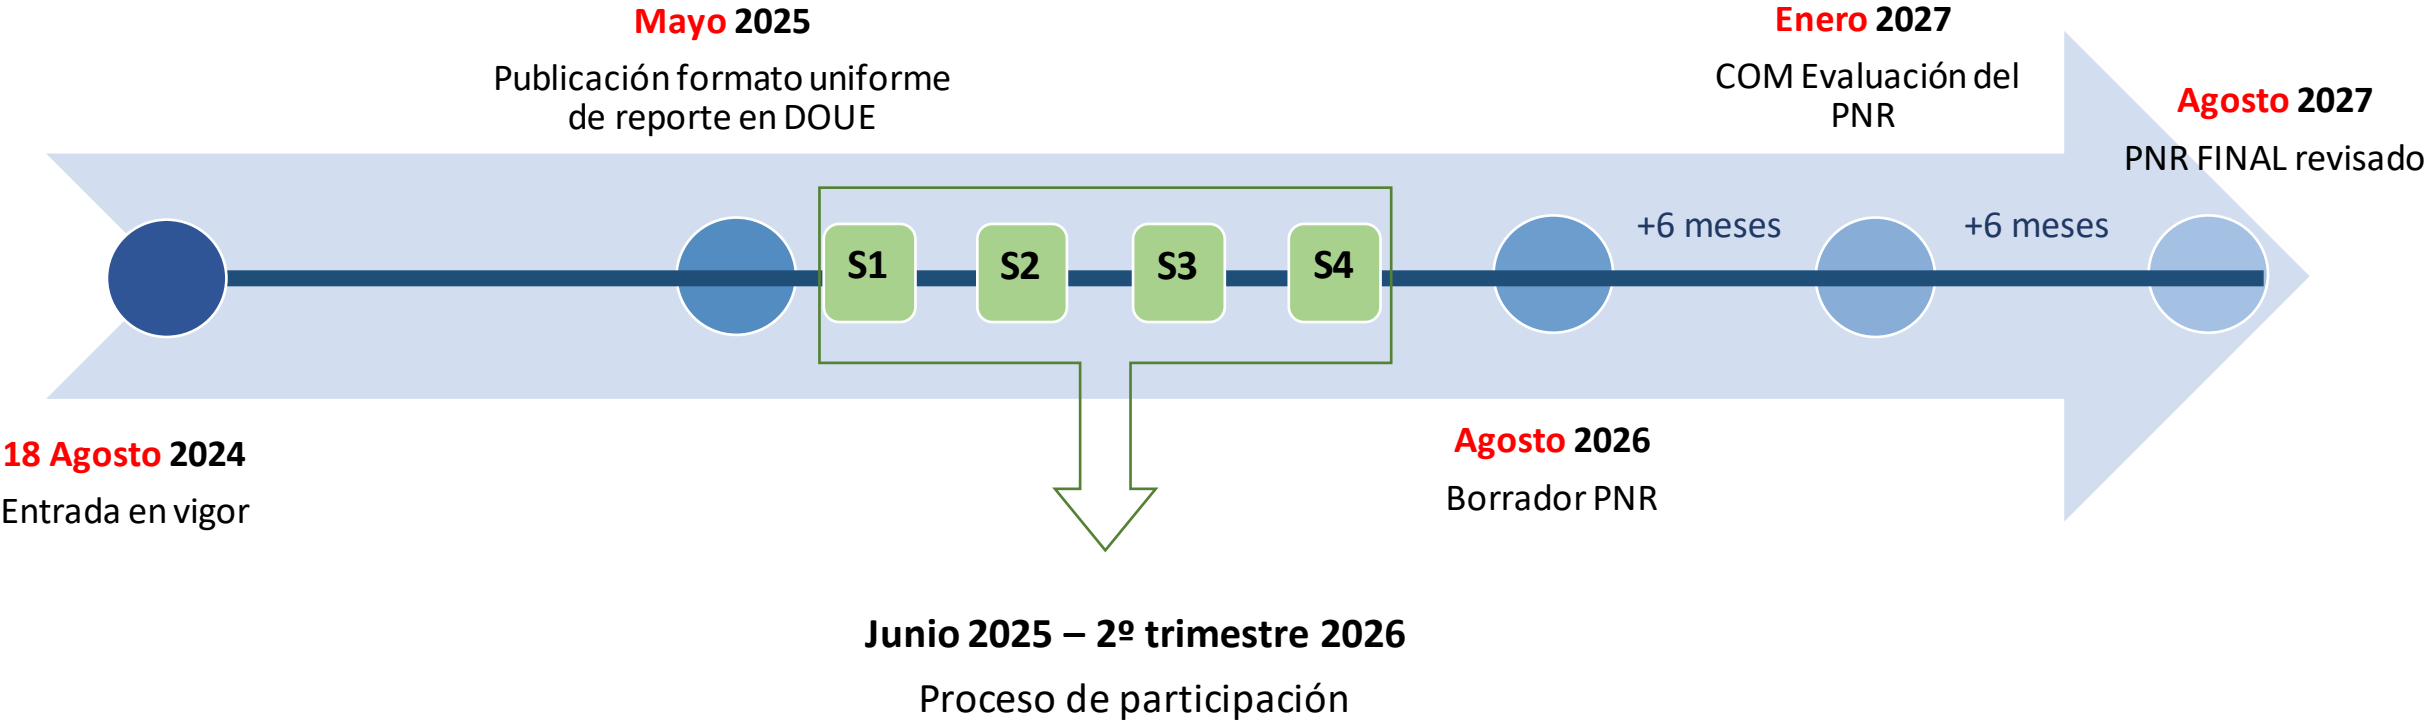 Mayo 2025
Publicación formato uniforme
de reporte en DOUE
Enero 2027
COM Evaluación del
PNR
Agosto 2027
PNR FINAL revisado
S1
S2
S3
S4
+6 meses
+6 meses
18 Agosto 2024
Entrada en vigor
Agosto 2026
Borrador PNR
Junio 2025 – 2º trimestre 2026
Proceso de participación